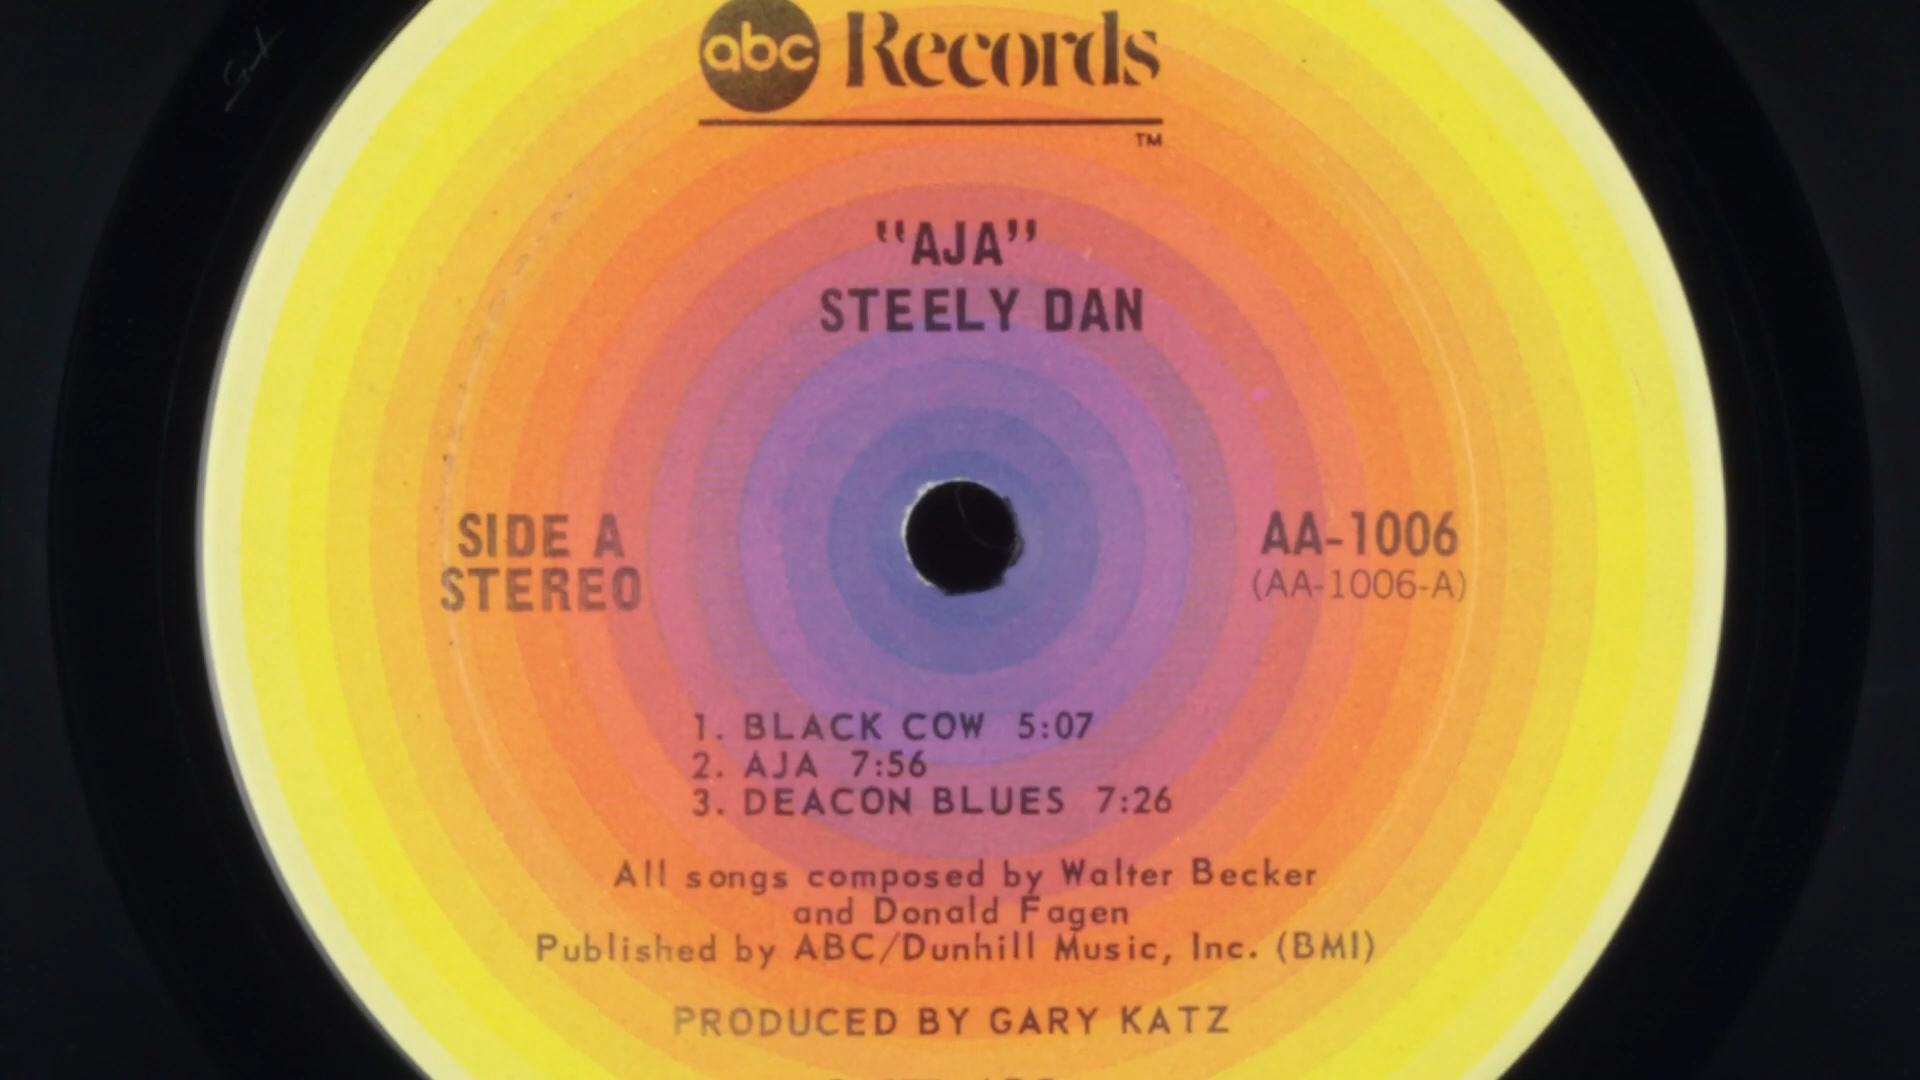 abc Records
TM
"AJA"
STEELY DAN
SIDE A
STEREO
AA-1006
(AA-1006-A)
1. BLACK COW 5:07
2. AJA 7:56
3. DEACON BLUES 7:26
All songs composed by Walter Becker
and Donald Fagen
Published by ABC/Dunhill Music, Inc. (BMI)
PRODUCED BY GARY KATZ